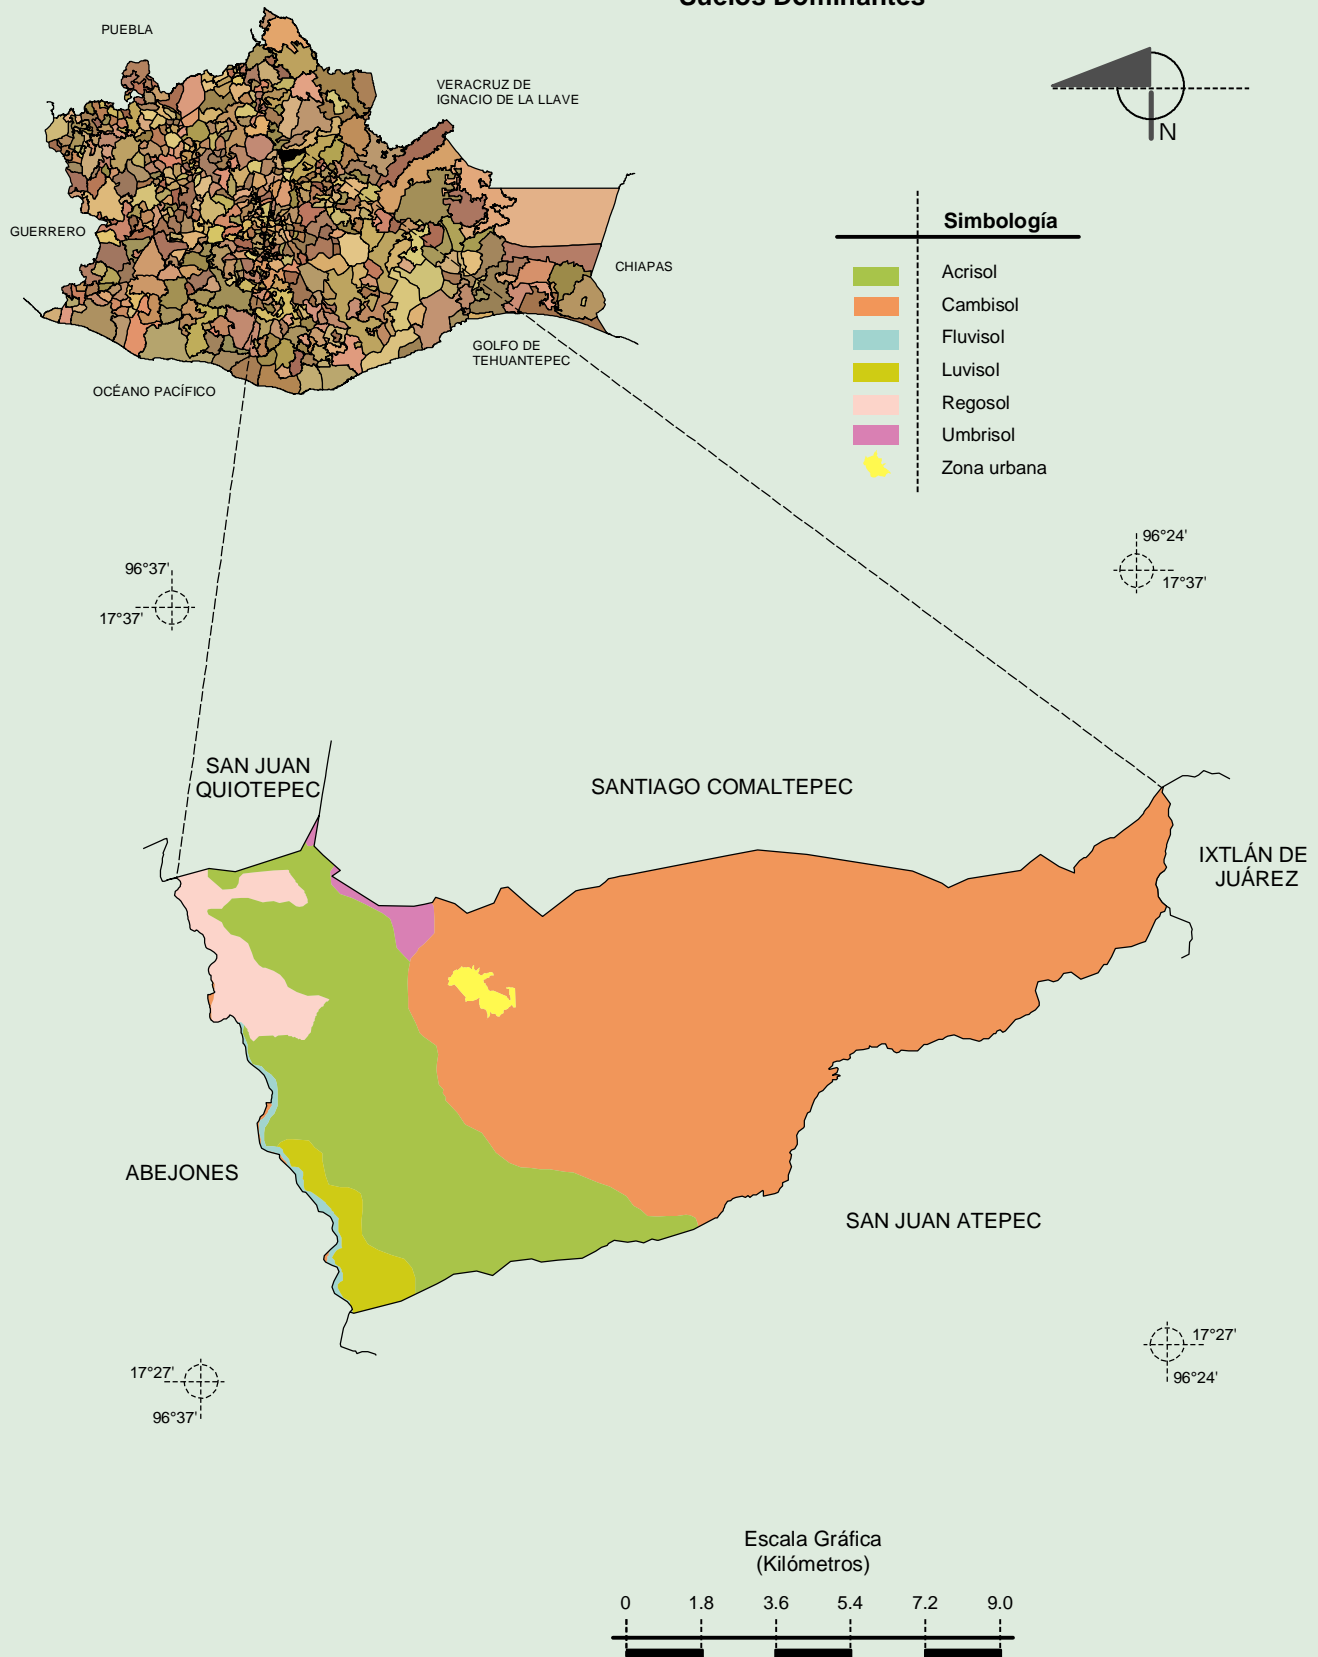 Suelos Dominantes
PUEBLA
VERACRUZ DE
IGNACIO DE LA LLAVE
N
GUERRERO
CHIAPAS
GOLFO DE
TEHUANTEPEC
OCÉANO PACÍFICO
Simbología
Acrisol
Cambisol
Fluvisol
Luvisol
Regosol
Umbrisol
Zona urbana
96°37'
17°37'
96°24'
17°37'
SAN JUAN
QUIOTEPEC
SANTIAGO COMALTEPEC
IXTLÁN DE
JUÁREZ
ABEJONES
SAN JUAN ATEPEC
17°27'
96°37'
17°27'
96°24'
Escala Gráfica
(Kilómetros)
0 1.8 3.6 5.4 7.2 9.0